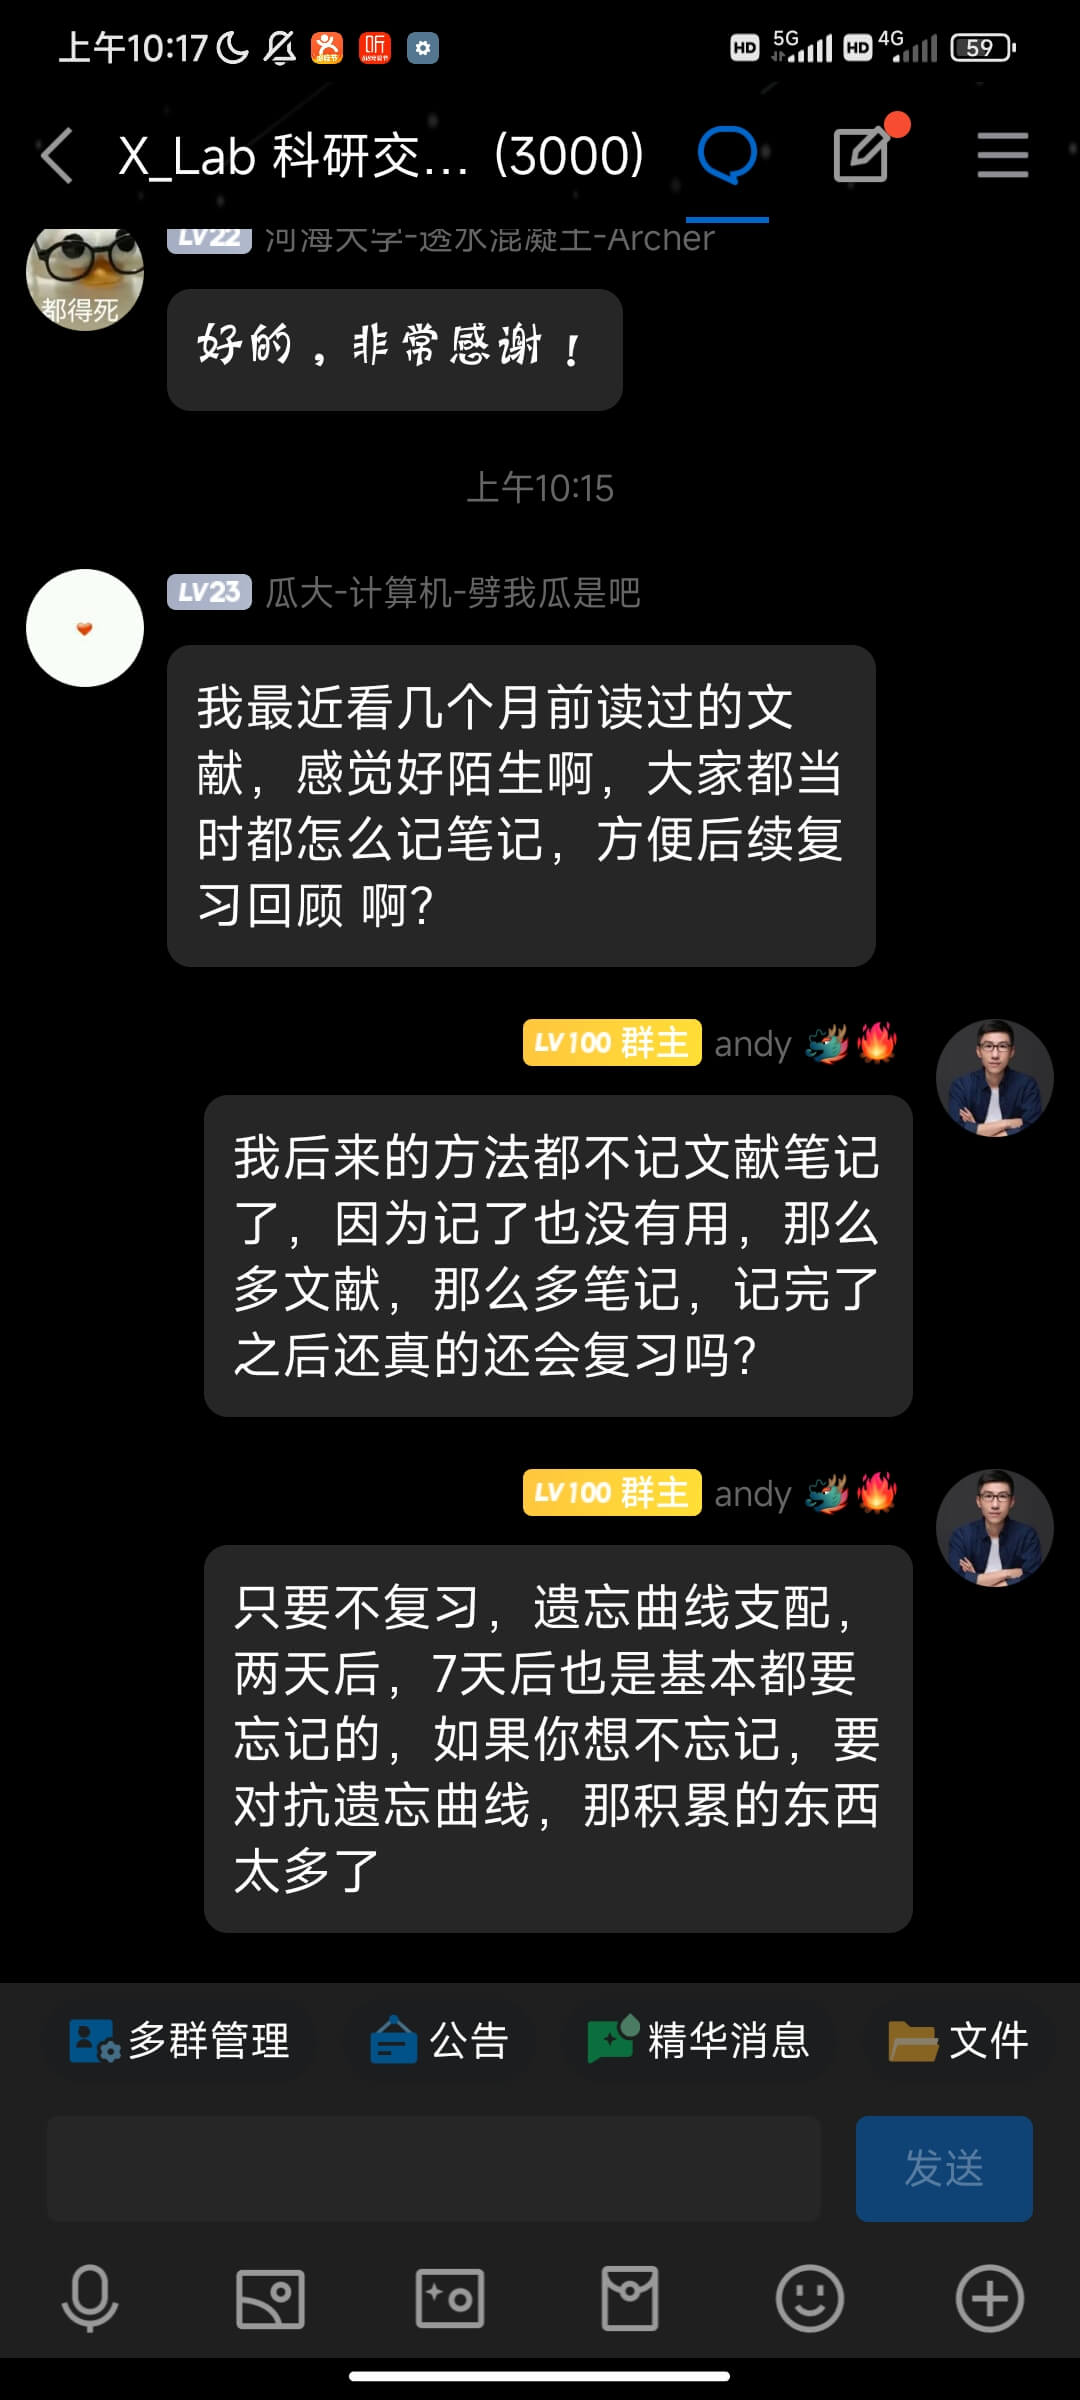 上午10:17
HD 5G HD 4G 59
X_Lab 科研交... (3000)
LV22 河海大学-透水混凝土-Archer
都得死
好的，非常感谢！
上午10:15
LV23 瓜大-计算机-劈我瓜是吧
我最近看几个月前读过的文
献，感觉好陌生啊，大家都当
时都怎么记笔记，方便后续复
习回顾 啊？
LV100 群主 andy
我后来的方法都不记文献笔记
了，因为记了也没有用，那么
多文献，那么多笔记，记完了
之后还真的还会复习吗？
LV100 群主 andy
只要不复习，遗忘曲线支配，
两天后，7天后也是基本都要
忘记的，如果你想不忘记，要
对抗遗忘曲线，那积累的东西
太多了
多群管理 公告 精华消息 文件
发送